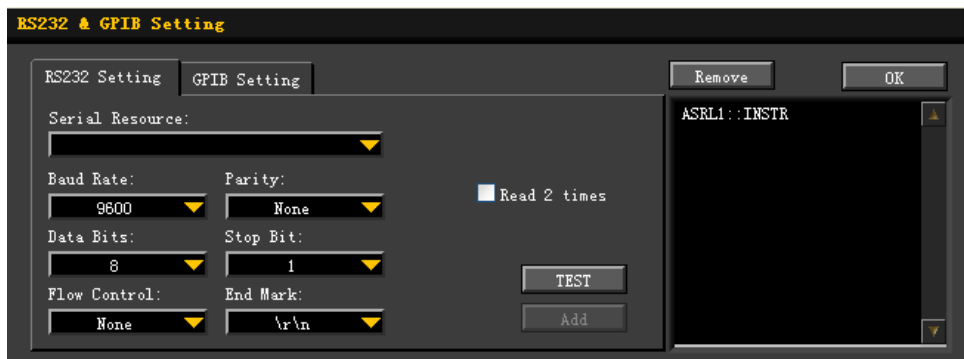 RS232 & GPIB Setting
RS232 Setting
GPIB Setting
Remove
OK
Serial Resource:
ASRL1::INSTR
Baud Rate:
Parity:
9600
None
Read 2 times
Data Bits:
Stop Bit:
8
1
TEST
Flow Control:
End Mark:
None
\r\n
Add